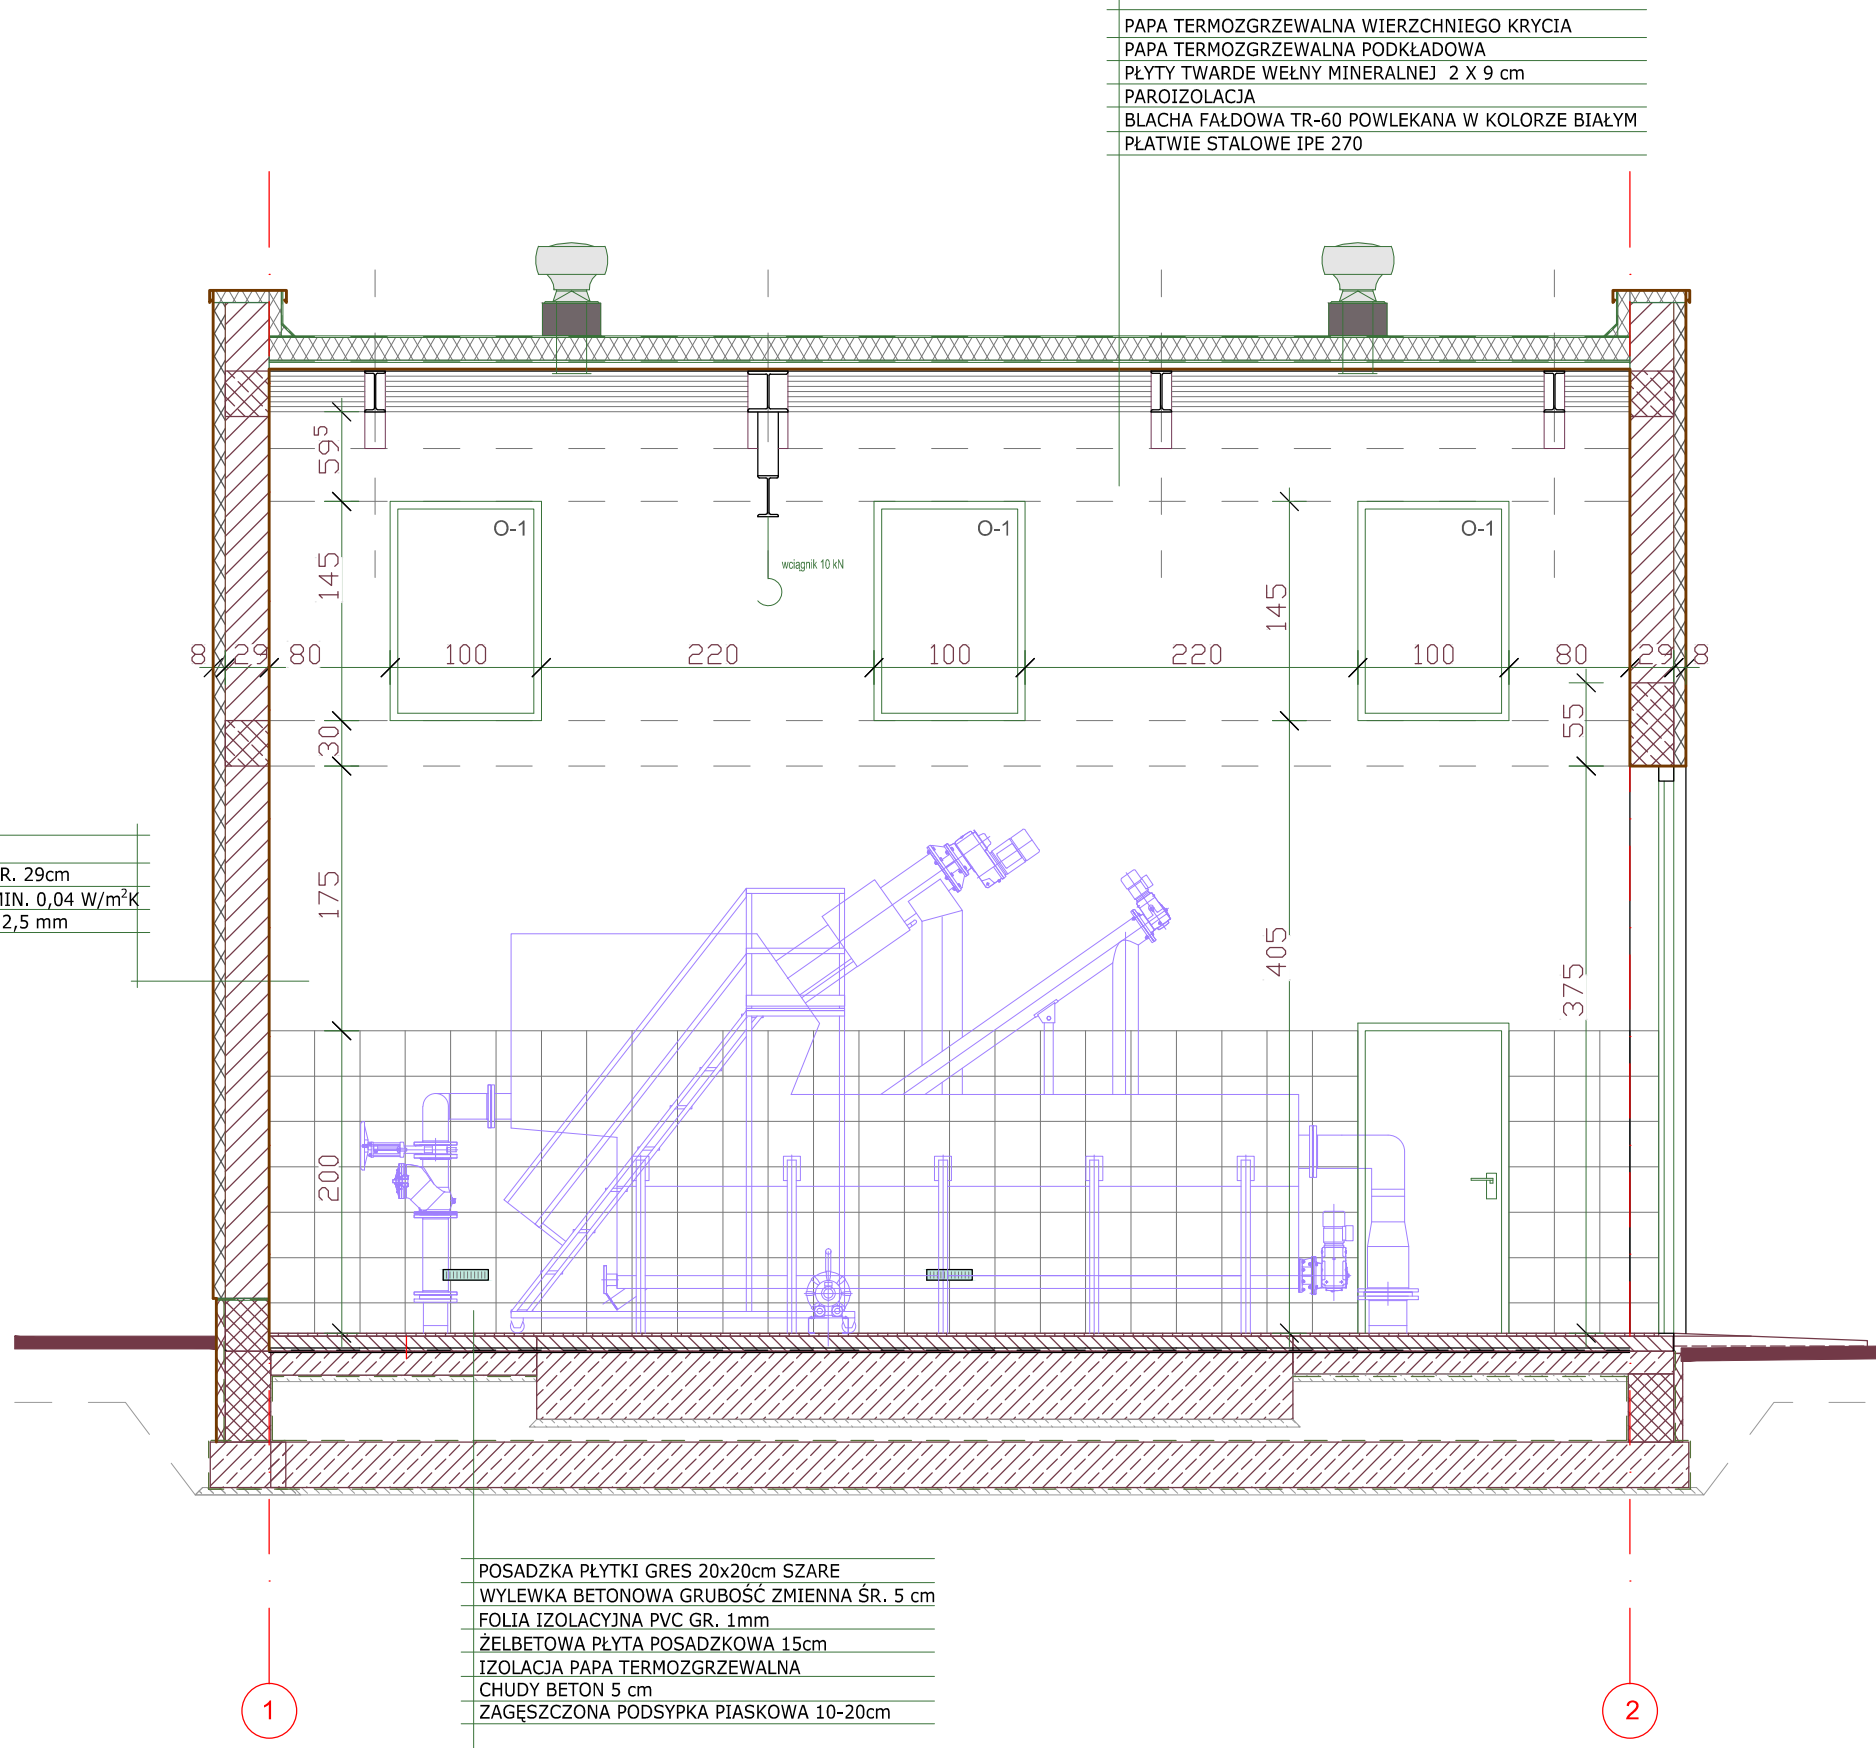 PAPA TERMOZGRZEWALNA WIERZCHNIEGO KRYCIA
PAPA TERMOZGRZEWALNA PODKŁADOWA
PŁYTY TWARDE WEŁNY MINERALNEJ 2 X 9 cm
PAROIZOLACJA
BLACHA FAŁDOWA TR-60 POWLEKANA W KOLORZE BIAŁYM
PŁATWIE STALOWE IPE 270
59⁵
O-1
O-1
O-1
wciągnik 10 kN
145
145
8
29
80
100
220
100
220
100
80
29
8
30
55
R. 29cm
MIN. 0,04 W/m²K
2,5 mm
175
405
375
200
POSADZKA PŁYTKI GRES 20x20cm SZARE
WYLEWKA BETONOWA GRUBOŚĆ ZMIENNA ŚR. 5 cm
FOLIA IZOLACYJNA PVC GR. 1mm
ŻELBETOWA PŁYTA POSADZKOWA 15cm
IZOLACJA PAPA TERMOZGRZEWALNA
CHUDY BETON 5 cm
ZAGĘSZCZONA PODSYPKA PIASKOWA 10-20cm
1
2